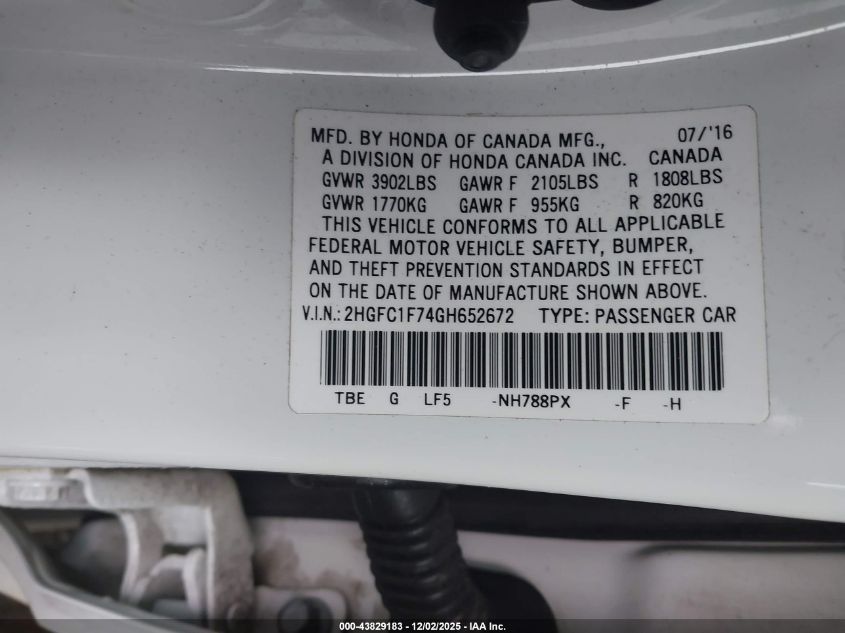 MFD. BY HONDA OF CANADA MFG., 07/'16
A DIVISION OF HONDA CANADA INC. CANADA
GVWR 3902LBS GAWR F 2105LBS R 1808LBS
GVWR 1770KG GAWR F 955KG R 820KG
THIS VEHICLE CONFORMS TO ALL APPLICABLE
FEDERAL MOTOR VEHICLE SAFETY, BUMPER,
AND THEFT PREVENTION STANDARDS IN EFFECT
ON THE DATE OF MANUFACTURE SHOWN ABOVE.
V.I.N.: 2HGFC1F74GH652672 TYPE: PASSENGER CAR
TBE G LF5 -NH788PX -F -H
000-43829183 - 12/02/2025 - IAA Inc.